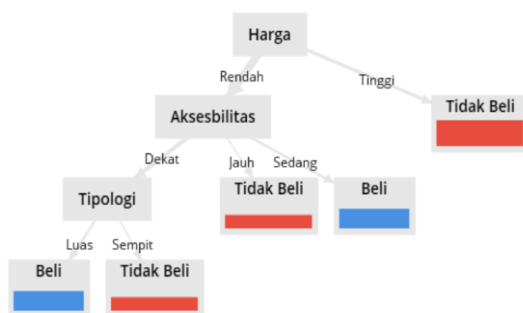 Harga
Rendah
Tinggi
Aksesbilitas
Tidak Beli
Dekat
Jauh
Sedang
Tipologi
Tidak Beli
Beli
Luas
Sempit
Beli
Tidak Beli